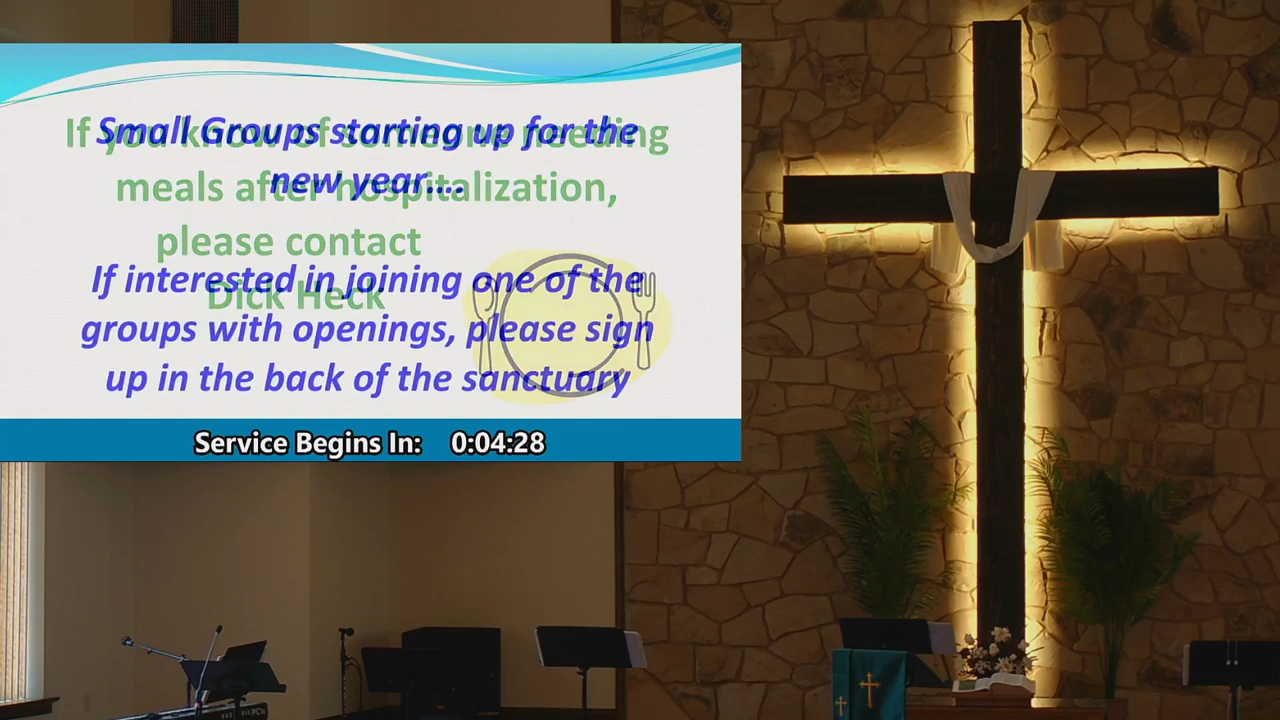 If you know of someone needing
meals after hospitalization,
please contact
Dick Heck
Small Groups starting up for the
new year....
If interested in joining one of the
groups with openings, please sign
up in the back of the sanctuary
Service Begins In: 0:04:28